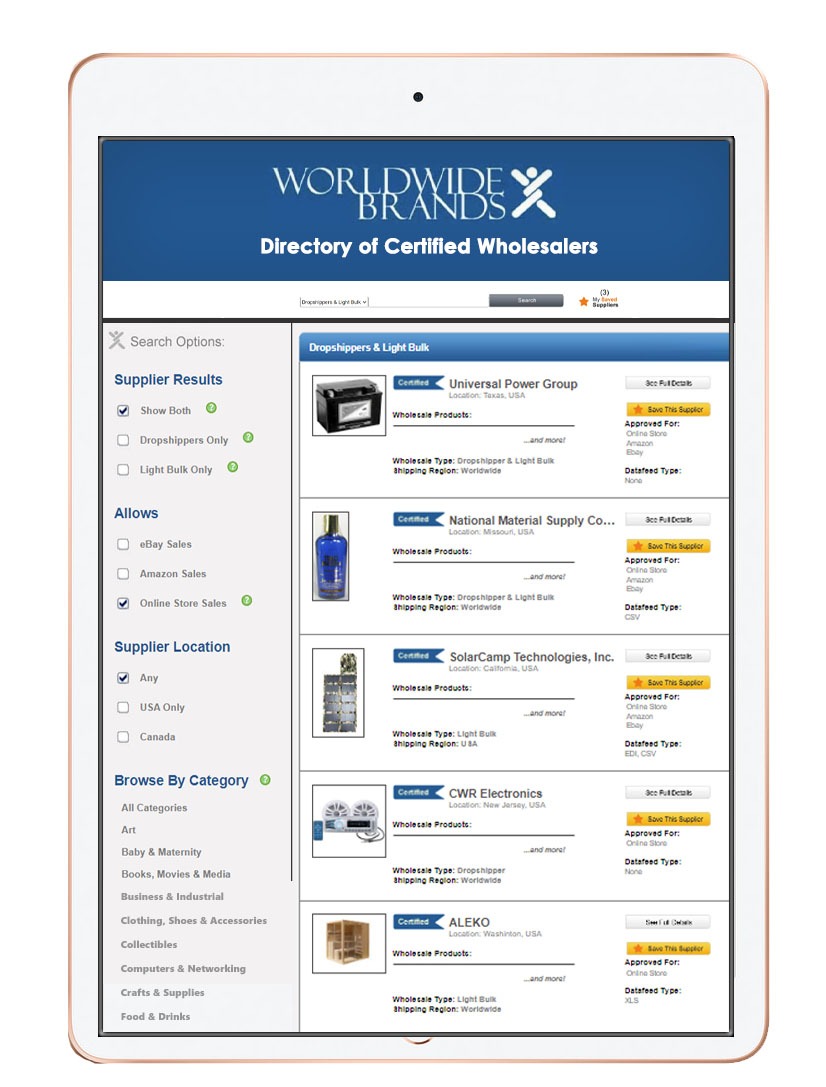 WORLDWIDE
BRANDS
Directory of Certified Wholesalers
Dropshippers & Light Bulk
Search
(3)
My Saved
Suppliers
Search Options:
Supplier Results
Show Both ?
Dropshippers Only ?
Light Bulk Only ?
Allows
eBay Sales
Amazon Sales
Online Store Sales ?
Supplier Location
Any
USA Only
Canada
Browse By Category ?
All Categories
Art
Baby & Maternity
Books, Movies & Media
Business & Industrial
Clothing, Shoes & Accessories
Collectibles
Computers & Networking
Crafts & Supplies
Food & Drinks
Dropshippers & Light Bulk
Certified Universal Power Group
Location: Texas, USA
Wholesale Products:
...and more!
Wholesale Type: Dropshipper & Light Bulk
Shipping Region: Worldwide
See Full Details
Save This Supplier
Approved For:
Online Store
Amazon
Ebay
Datafeed Type:
None
Certified National Material Supply Co...
Location: Missouri, USA
Wholesale Products:
...and more!
Wholesale Type: Dropshipper & Light Bulk
Shipping Region: Worldwide
See Full Details
Save This Supplier
Approved For:
Online Store
Amazon
Ebay
Datafeed Type:
CSV
Certified SolarCamp Technologies, Inc.
Location: California, USA
Wholesale Products:
...and more!
Wholesale Type: Light Bulk
Shipping Region: USA
See Full Details
Save This Supplier
Approved For:
Online Store
Amazon
Ebay
Datafeed Type:
EDI, CSV
Certified CWR Electronics
Location: New Jersey, USA
Wholesale Products:
...and more!
Wholesale Type: Dropshipper
Shipping Region: Worldwide
See Full Details
Save This Supplier
Approved For:
Online Store
Datafeed Type:
None
Certified ALEKO
Location: Washinton, USA
Wholesale Products:
...and more!
Wholesale Type: Light Bulk
Shipping Region: Worldwide
See Full Details
Save This Supplier
Approved For:
Online Store
Datafeed Type:
XLS